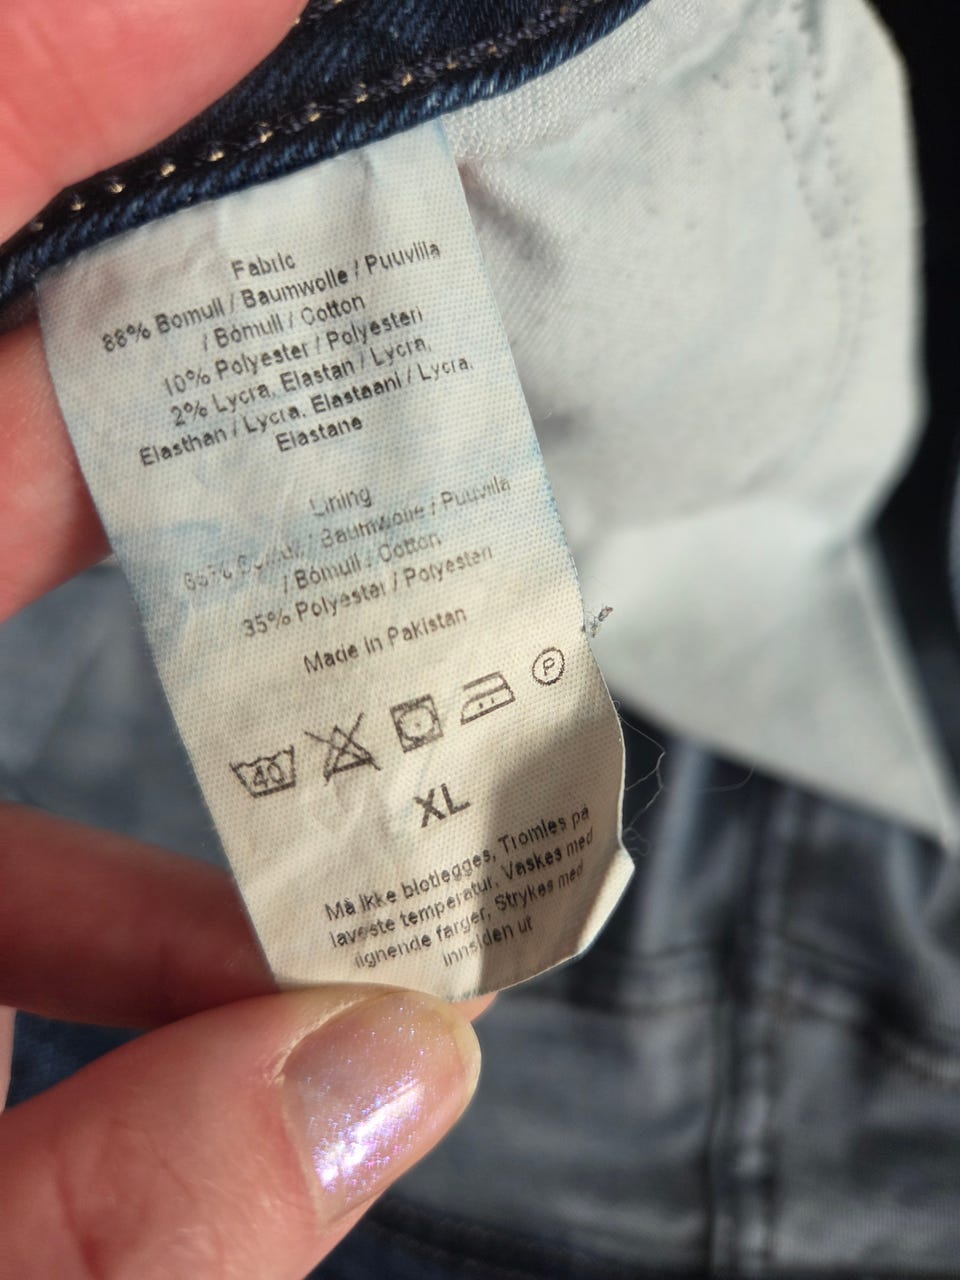 Fabric
88% Bomull / Baumwolle / Puuvilla
/ Bómull / Cotton
10% Polyester / Polyesteri
2% Lycra, Elastan / Lycra,
Elasthan / Lycra, Elastaani / Lycra,
Elastane
Lining
Baumwolle / Puuvilla
/ Bómull / Cotton
35% Polyester / Polyesteri
Made in Pakistan
40 P
XL
Må ikke bløtlegges, Tromles på
laveste temperatur, Vaskes med
lignende farger, Strykes med
innsiden ut